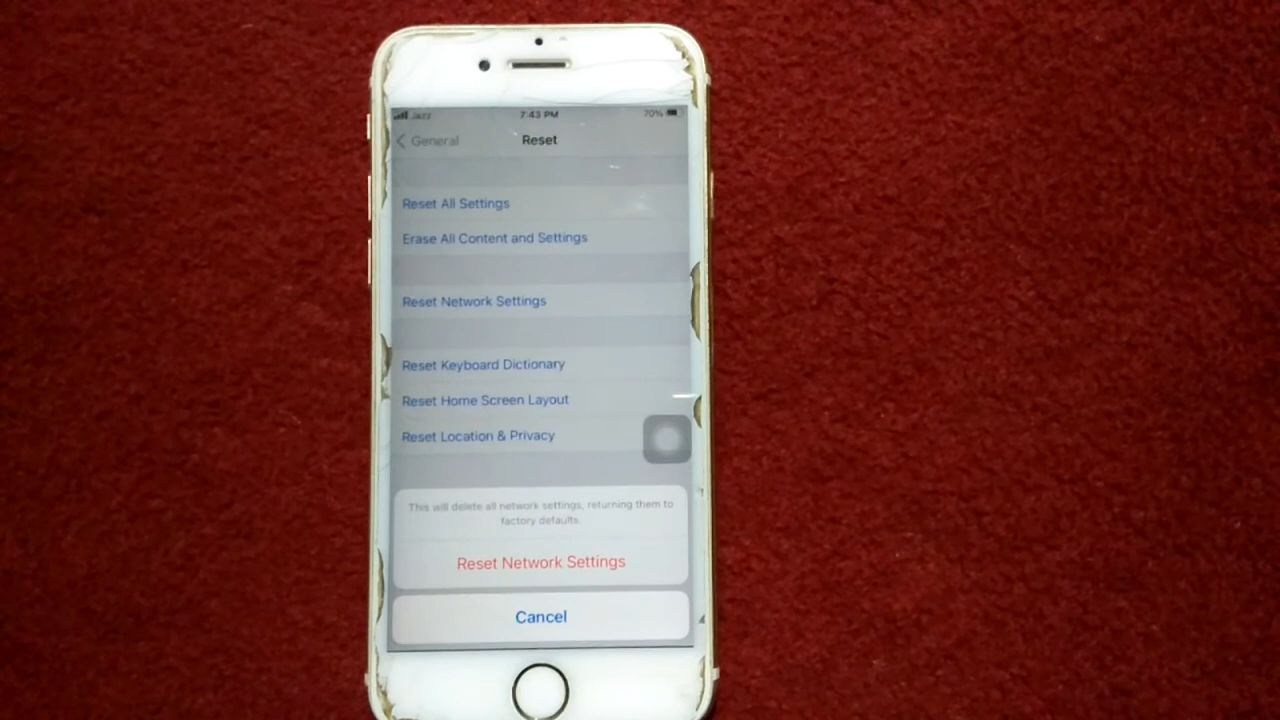 Jazz 7:43 PM 70%
General Reset
Reset All Settings
Erase All Content and Settings
Reset Network Settings
Reset Keyboard Dictionary
Reset Home Screen Layout
Reset Location & Privacy
This will delete all network settings, returning them to
factory defaults.
Reset Network Settings
Cancel